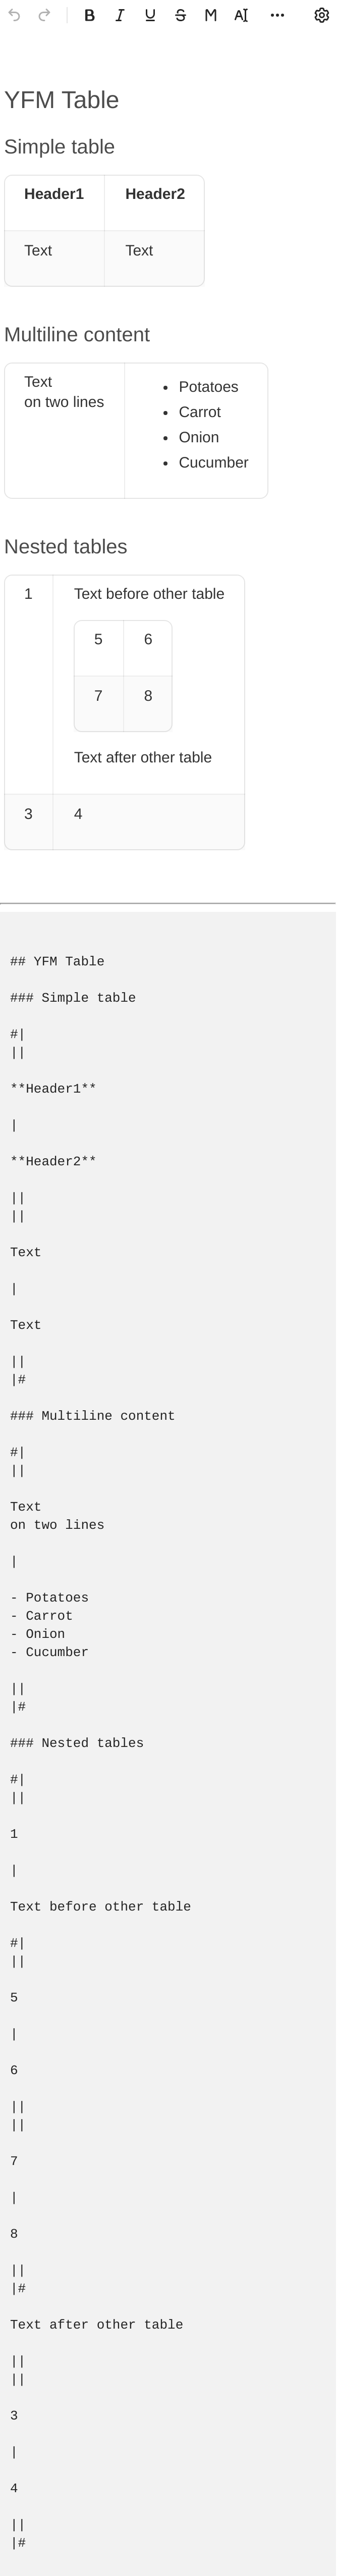 YFM Table
Simple table
Header1 Header2
Text Text
Multiline content
Text
on two lines
• Potatoes
• Carrot
• Onion
• Cucumber
Nested tables
1
Text before other table
5 6
7 8
Text after other table
3 4
## YFM Table
### Simple table
#|
||
**Header1**
|
**Header2**
||
||
Text
|
Text
||
|#
### Multiline content
#|
||
Text
on two lines
|
- Potatoes
- Carrot
- Onion
- Cucumber
||
|#
### Nested tables
#|
||
1
|
Text before other table
#|
||
5
|
6
||
||
7
|
8
||
|#
Text after other table
||
||
3
|
4
||
|#